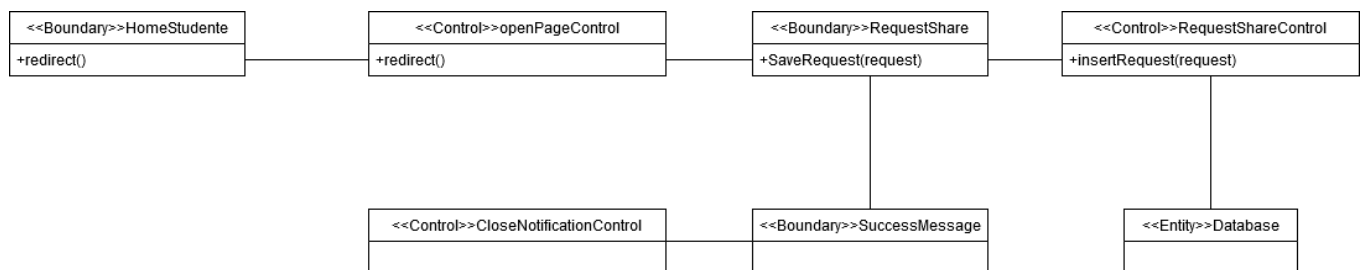 <<Boundary>>HomeStudente
+redirect()
<<Control>>openPageControl
+redirect()
<<Boundary>>RequestShare
+SaveRequest(request)
<<Control>>RequestShareControl
+insertRequest(request)
<<Control>>CloseNotificationControl
<<Boundary>>SuccessMessage
<<Entity>>Database